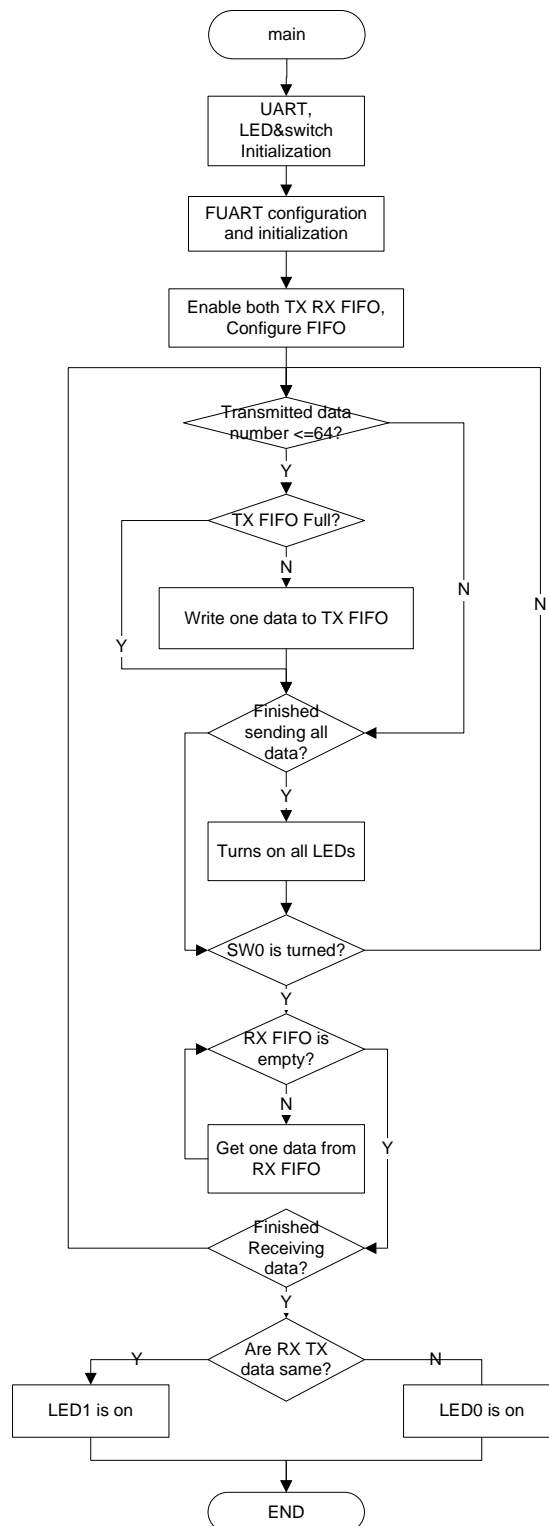 main
UART,
LED&switch
Initialization
FUART configuration
and initialization
Enable both TX RX FIFO,
Configure FIFO
Transmitted data
number <=64?
Y
TX FIFO Full?
N
N
N
Write one data to TX FIFO
Y
Finished
sending all
data?
Y
Turns on all LEDs
SW0 is turned?
Y
RX FIFO is
empty?
N
Get one data from
RX FIFO
Y
Finished
Receiving
data?
Y
Are RX TX
data same?
Y
N
LED1 is on
LED0 is on
END